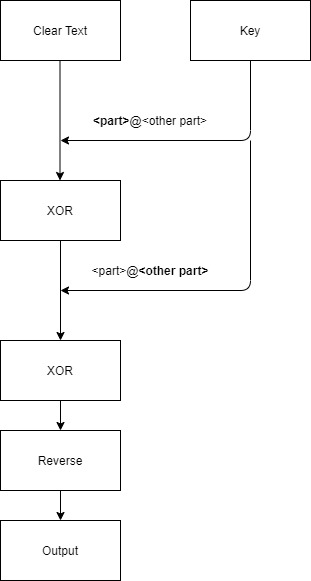 Clear Text
Key
<part>@<other part>
XOR
<part>@<other part>
XOR
Reverse
Output